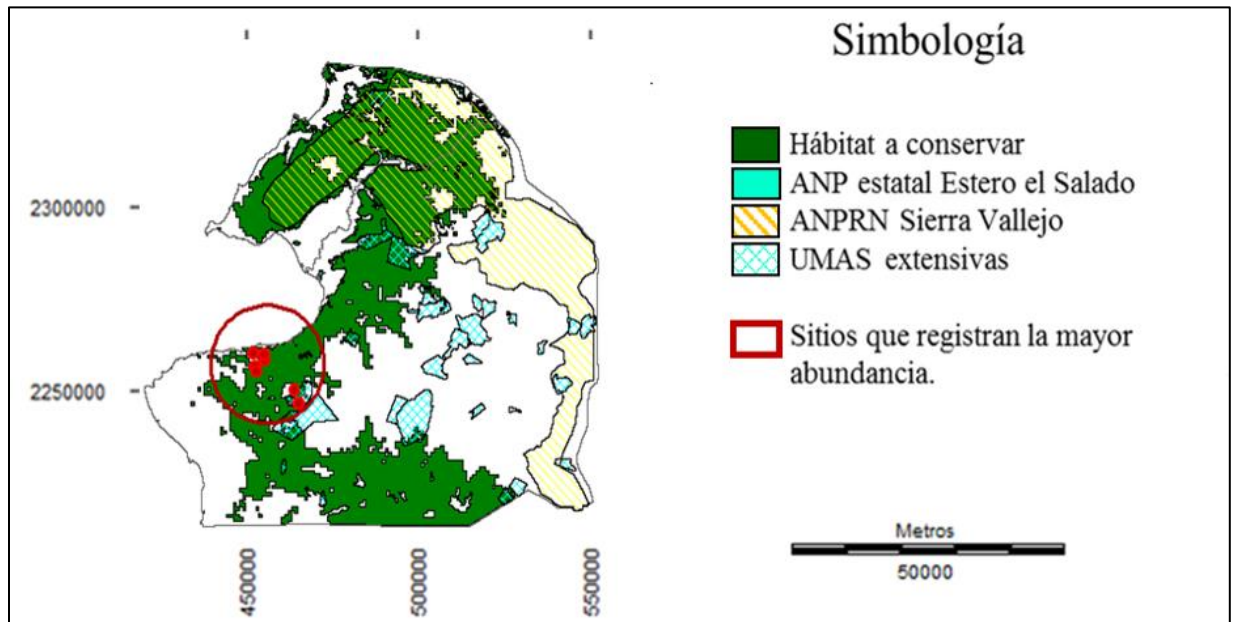 Simbología
Hábitat a conservar
ANP estatal Estero el Salado
ANPRN Sierra Vallejo
UMAS extensivas
Sitios que registran la mayor
abundancia.
2300000
2250000
450000
500000
550000
Metros
50000